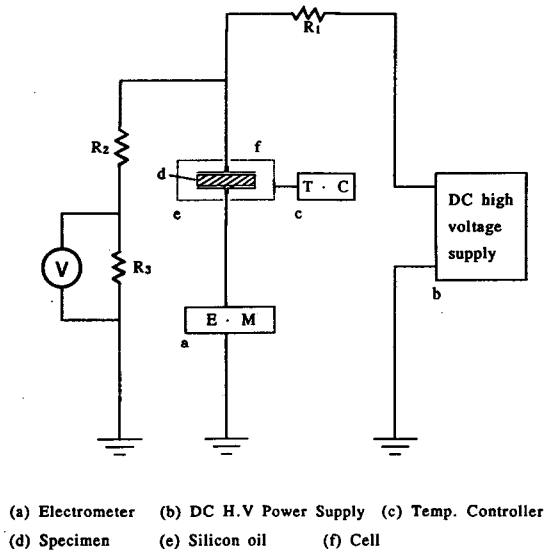 R1
R2
f
d
T · C
DC high
voltage
supply
e
c
V
R3
b
E · M
a
(a) Electrometer (b) DC H.V Power Supply (c) Temp. Controller
(d) Specimen (e) Silicon oil (f) Cell